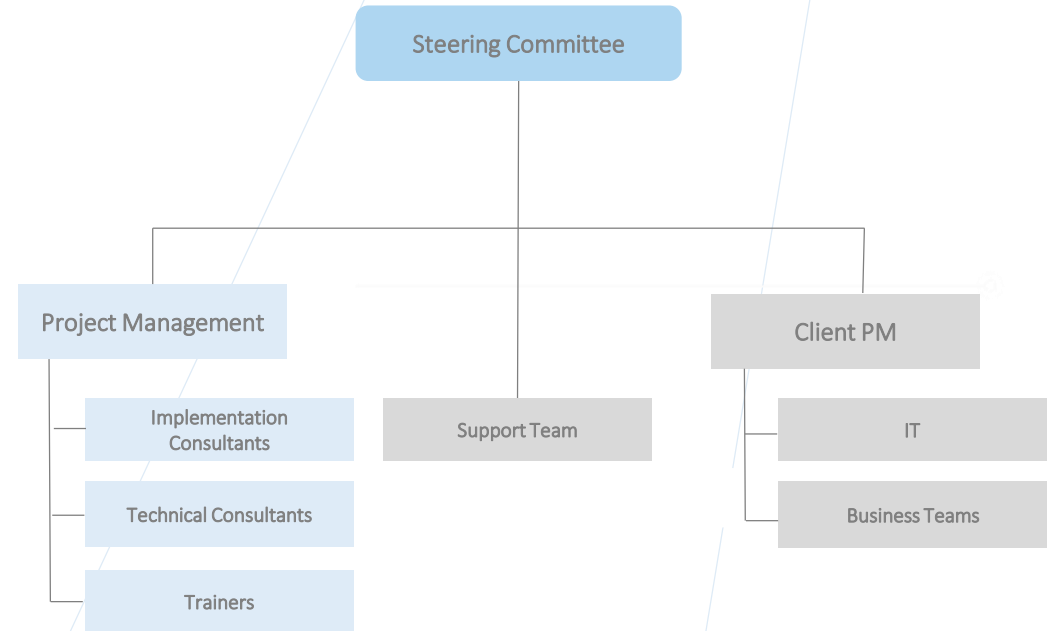 Steering Committee
Project Management
Client PM
Implementation
Consultants
Support Team
IT
Technical Consultants
Business Teams
Trainers